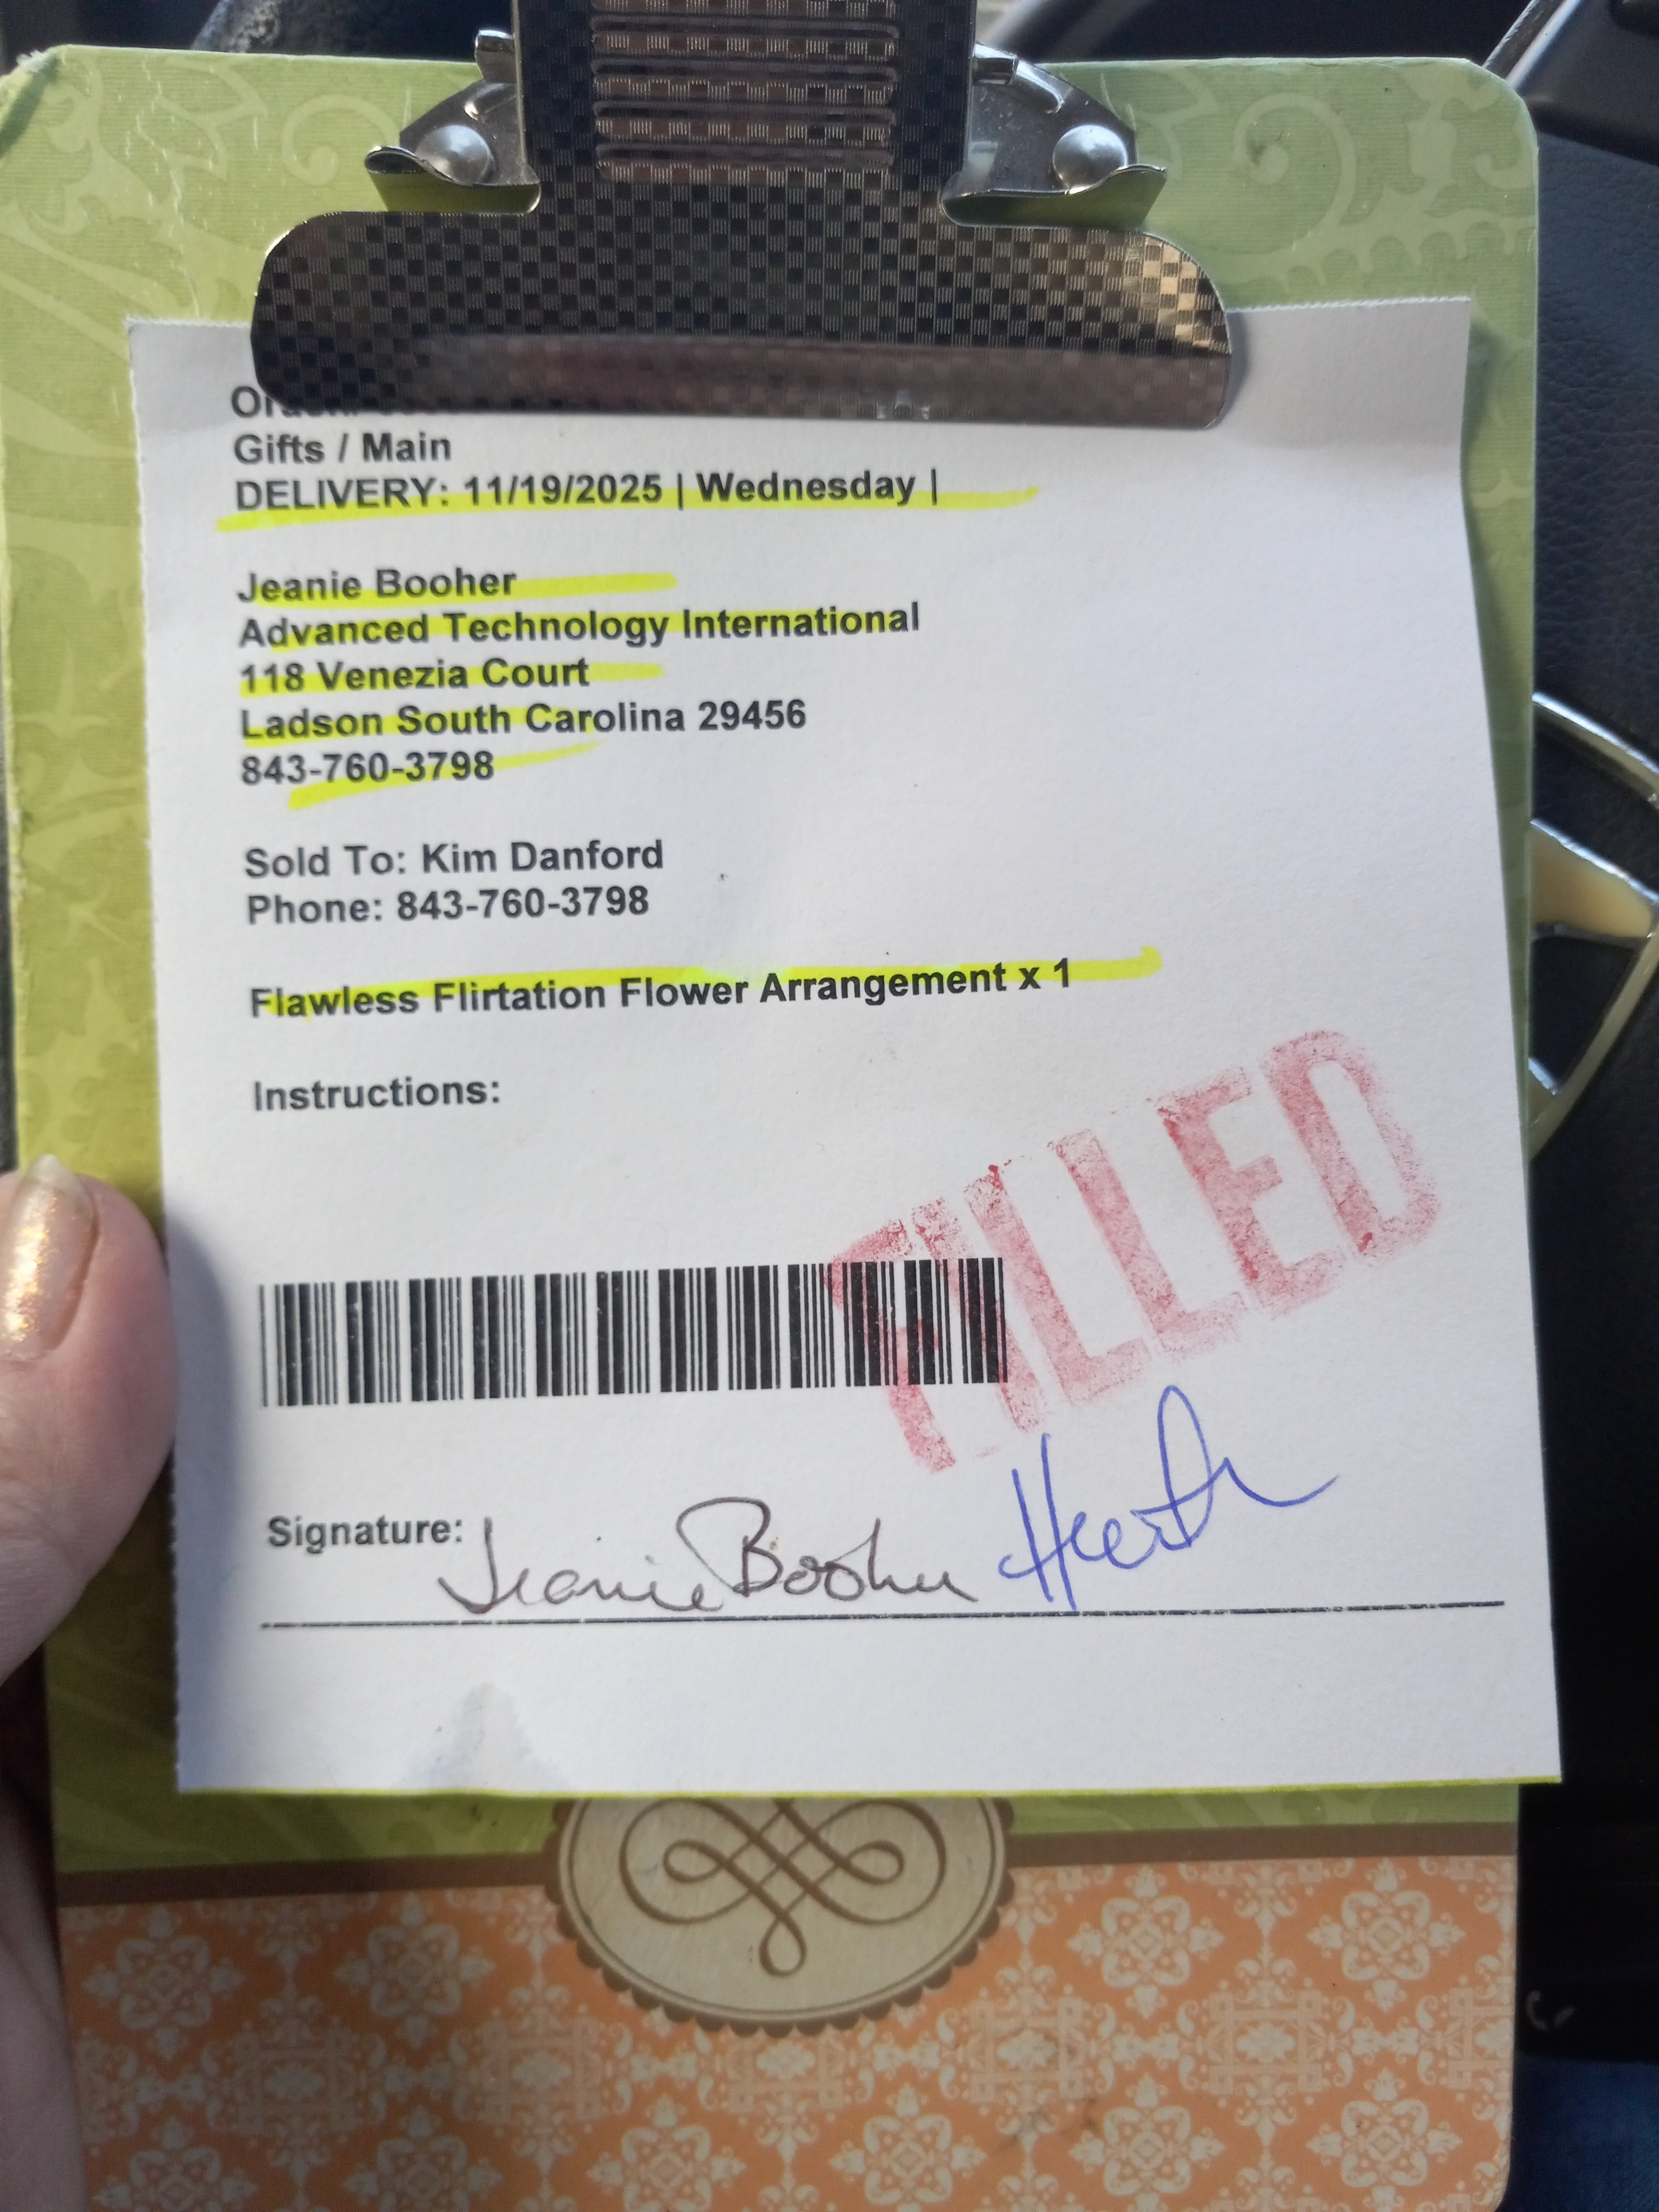 Gifts / Main
DELIVERY: 11/19/2025 | Wednesday |
Jeanie Booher
Advanced Technology International
118 Venezia Court
Ladson South Carolina 29456
843-760-3798
Sold To: Kim Danford
Phone: 843-760-3798
Flawless Flirtation Flower Arrangement x 1
Instructions:
FILLED
Signature: Jeanie Booher